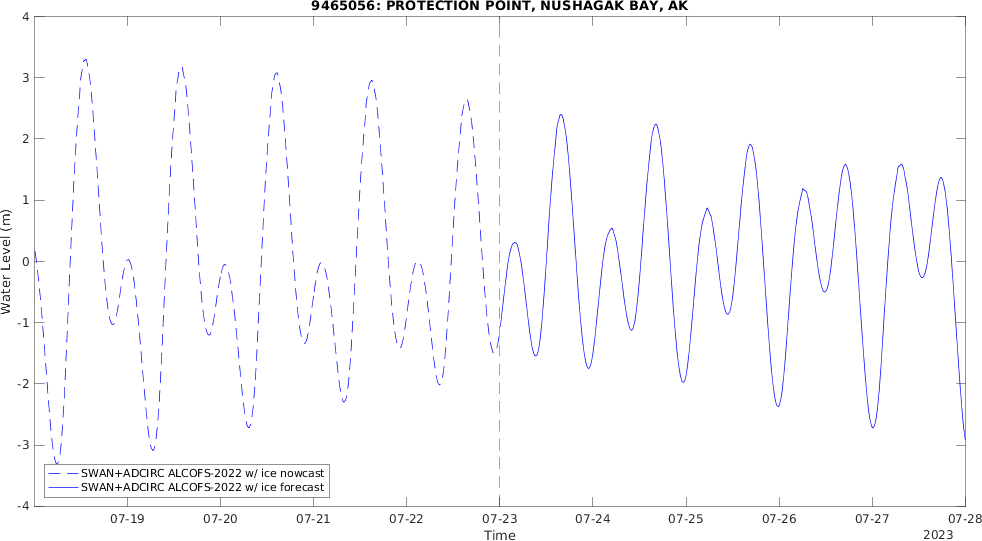 9465056: PROTECTION POINT, NUSHAGAK BAY, AK
4
3
2
1
0
-1
-2
-3
-4
Water Level (m)
SWAN+ADCIRC ALCOFS-2022 w/ ice nowcast
SWAN+ADCIRC ALCOFS-2022 w/ ice forecast
07-19 07-20 07-21 07-22 07-23 07-24 07-25 07-26 07-27 07-28
Time
2023